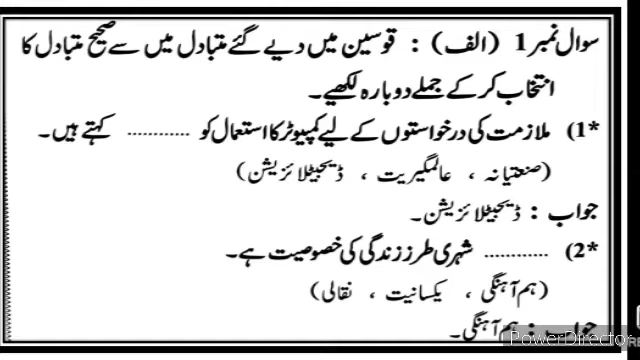 سوال نمبر 1 (الف) : قوسین میں دیے گئے متبادل میں سے صحیح متبادل کا
انتخاب کر کے جملے دوبارہ لکھیے۔
*1) ملازمت کی درخواستوں کے لیے کمپیوٹر کا استعمال کو ............ کہتے ہیں۔
(صنعتیانہ ، عالمگیریت ، ڈیجیٹلائزیشن)
جواب : ڈیجیٹلائزیشن۔
*2) ............ شہری طرز زندگی کی خصوصیت ہے۔
(ہم آہنگی ، یکسانیت ، نقالی)
جواب : ہم آہنگی۔
PowerDirector